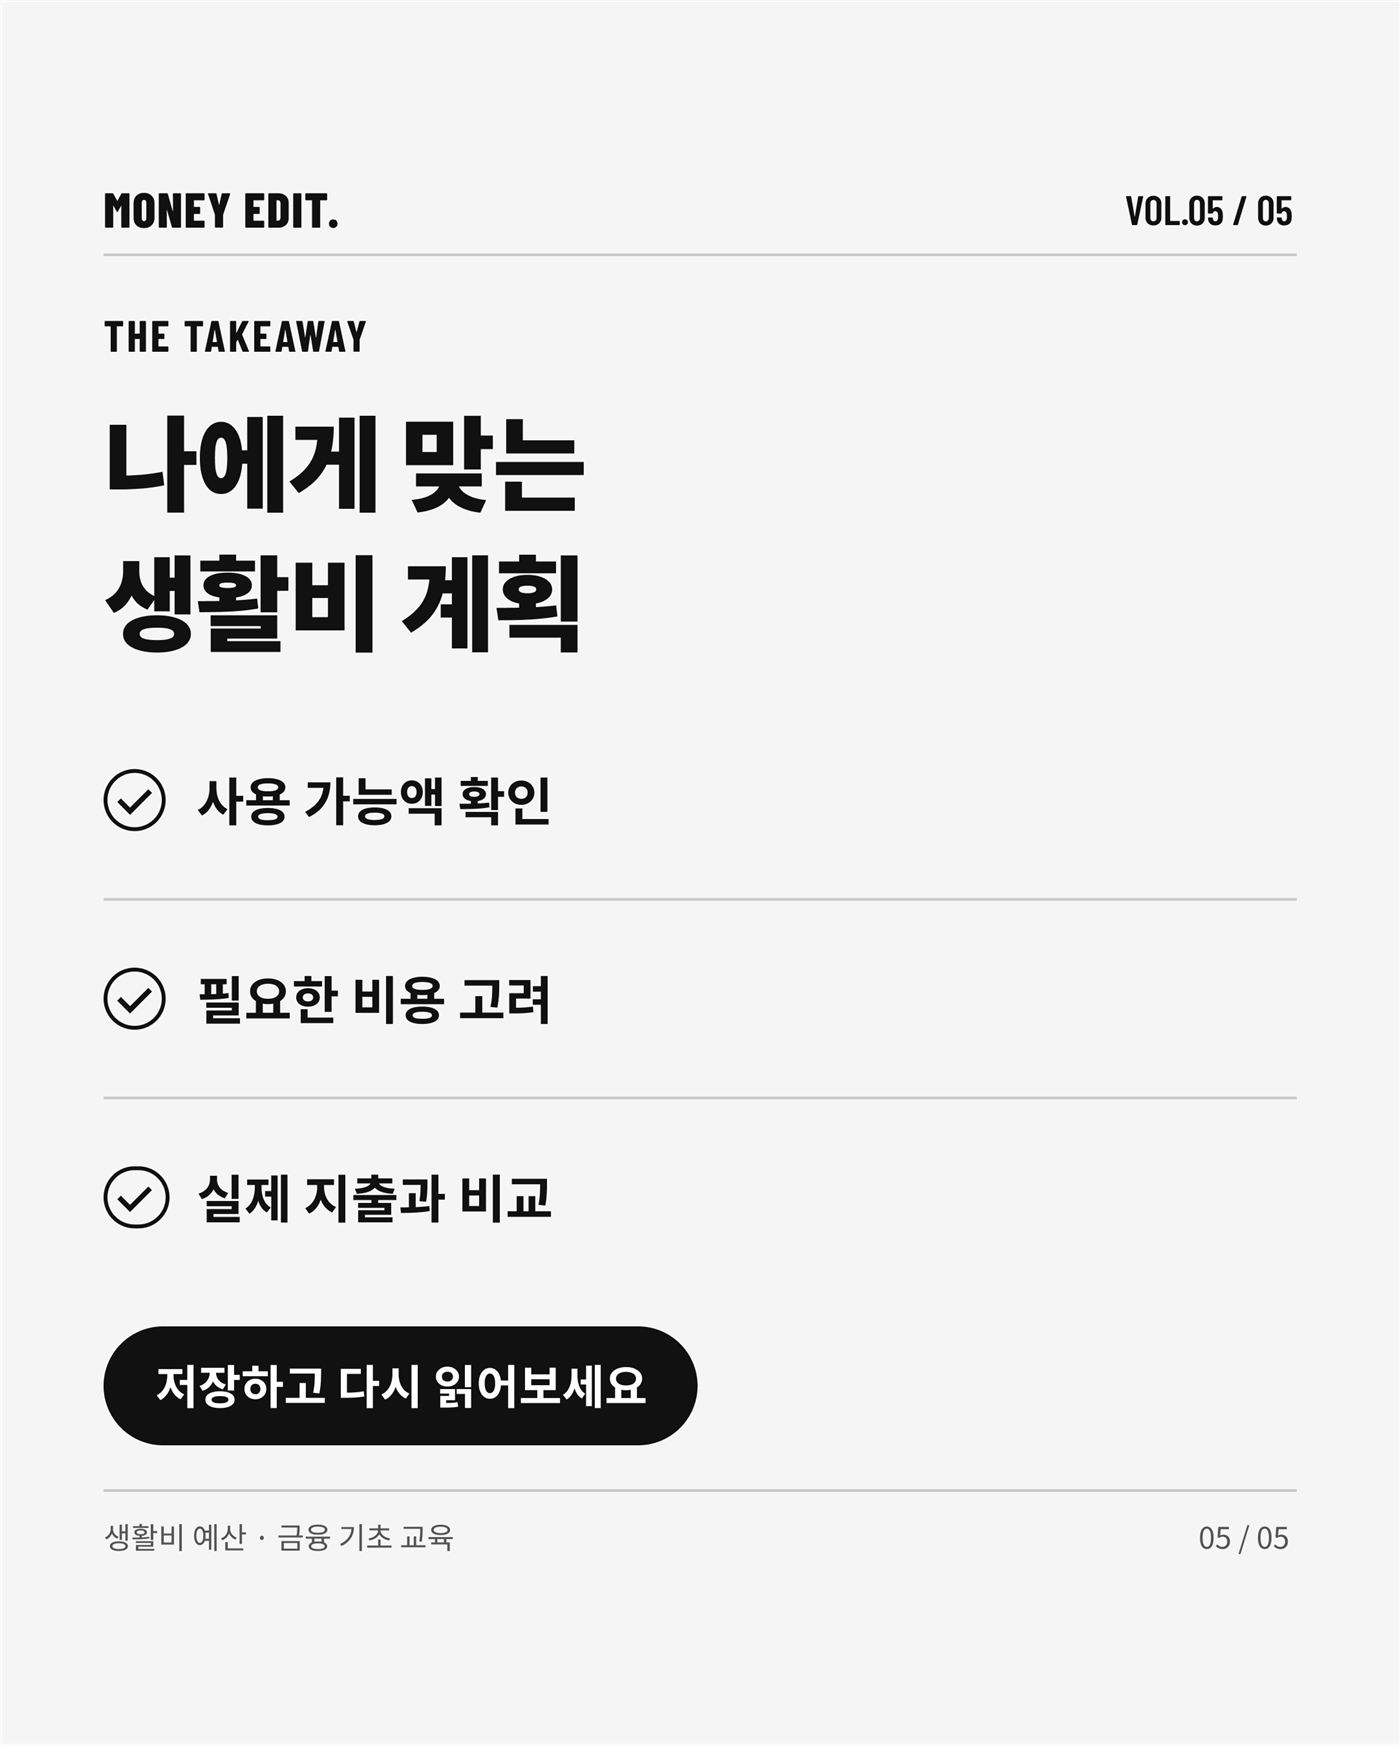 MONEY EDIT.
VOL.05 / 05
THE TAKEAWAY
나에게 맞는
생활비 계획
사용 가능액 확인
필요한 비용 고려
실제 지출과 비교
저장하고 다시 읽어보세요
생활비 예산 · 금융 기초 교육
05 / 05